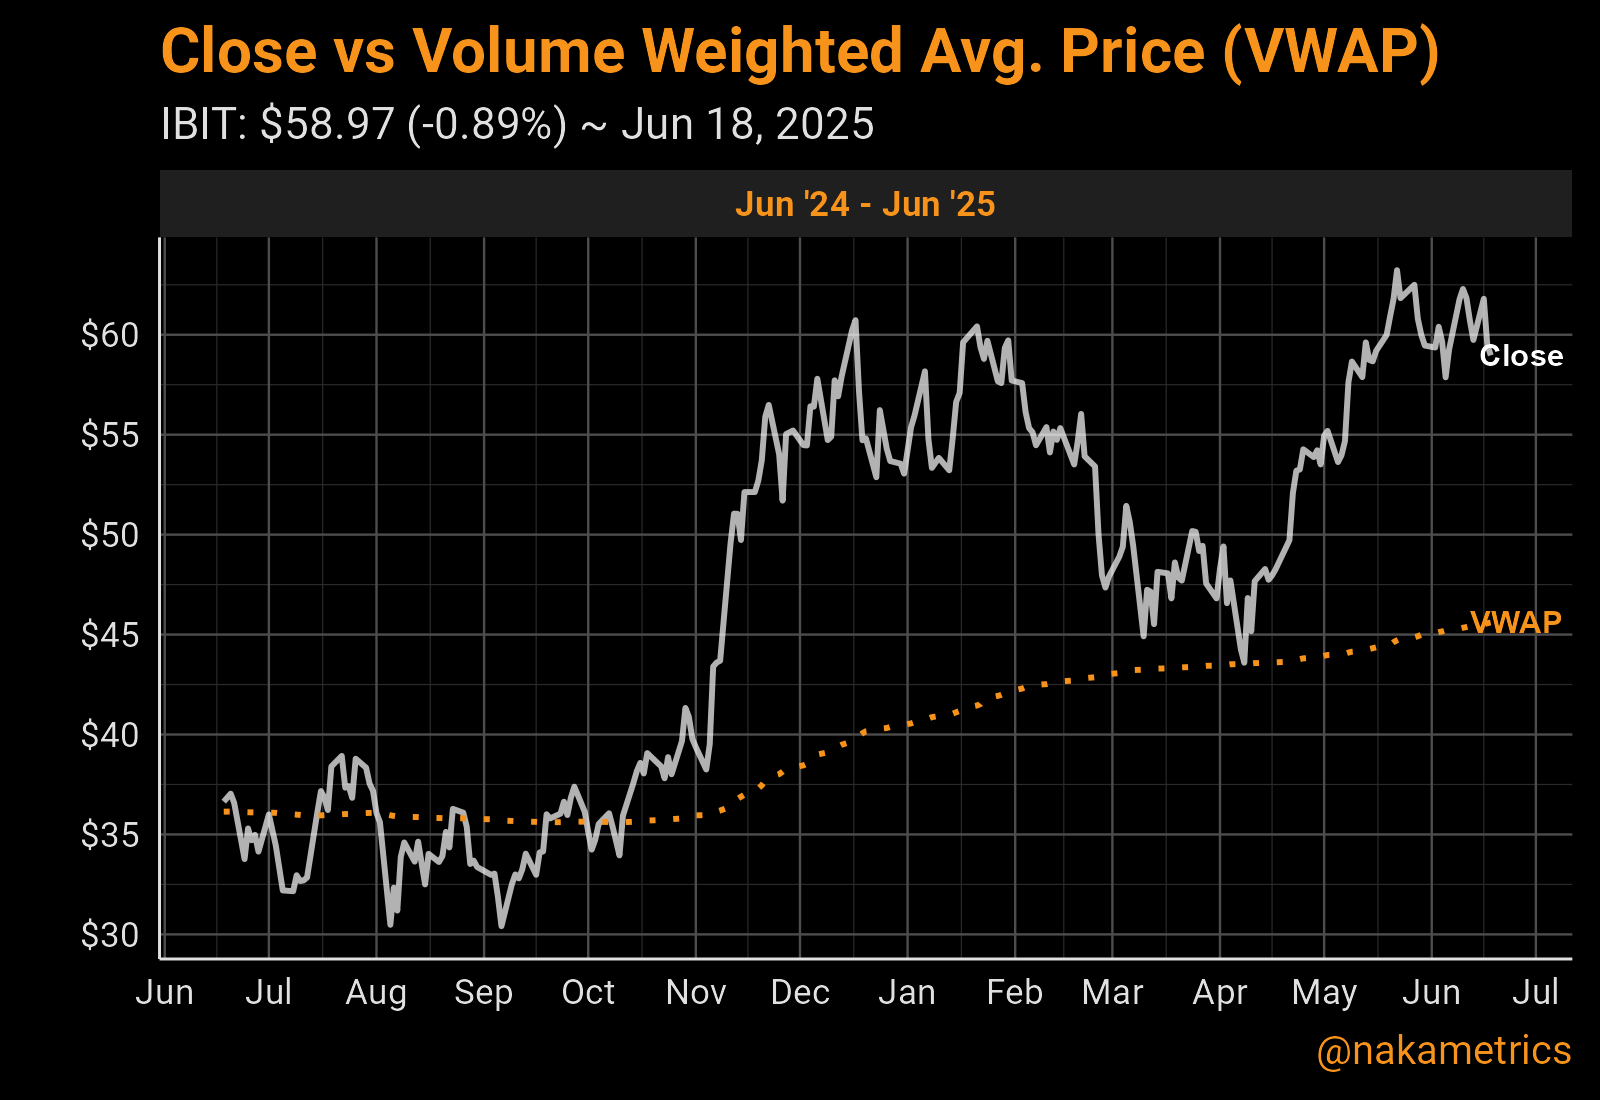 Close vs Volume Weighted Avg. Price (VWAP)
IBIT: $58.97 (-0.89%) ~ Jun 18, 2025
Jun '24 - Jun '25
$60
Close
$55
$50
$45
VWAP
$40
$35
$30
Jun Jul Aug Sep Oct Nov Dec Jan Feb Mar Apr May Jun Jul
@nakametrics